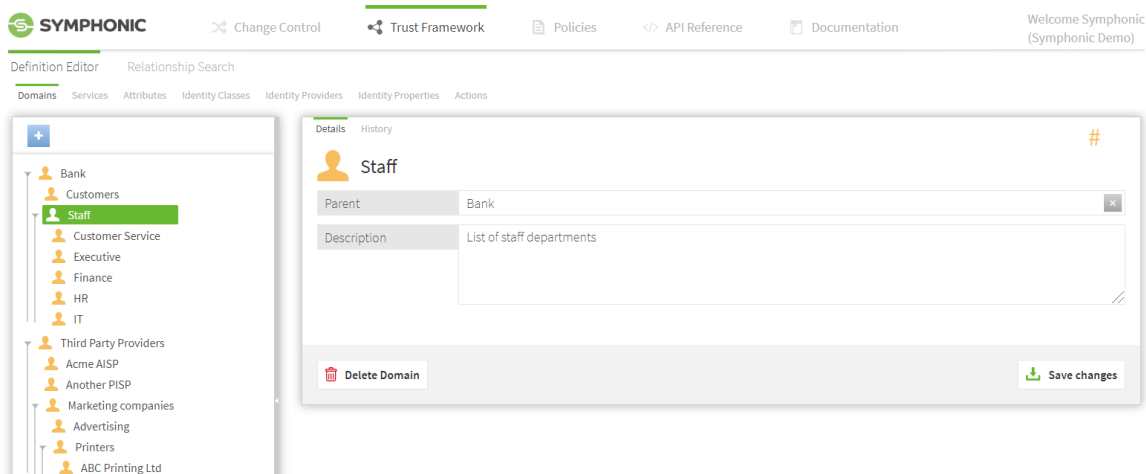 SYMPHONIC
Change Control
Trust Framework
Policies
</> API Reference
Documentation
Welcome Symphonic
(Symphonic Demo)
Definition Editor
Relationship Search
Domains
Services
Attributes
Identity Classes
Identity Providers
Identity Properties
Actions
+
Bank
Customers
Staff
Customer Service
Executive
Finance
HR
IT
Third Party Providers
Acme AISP
Another PISP
Marketing companies
Advertising
Printers
ABC Printing Ltd
Details
History
#
Staff
Parent
Bank
Description
List of staff departments
Delete Domain
Save changes